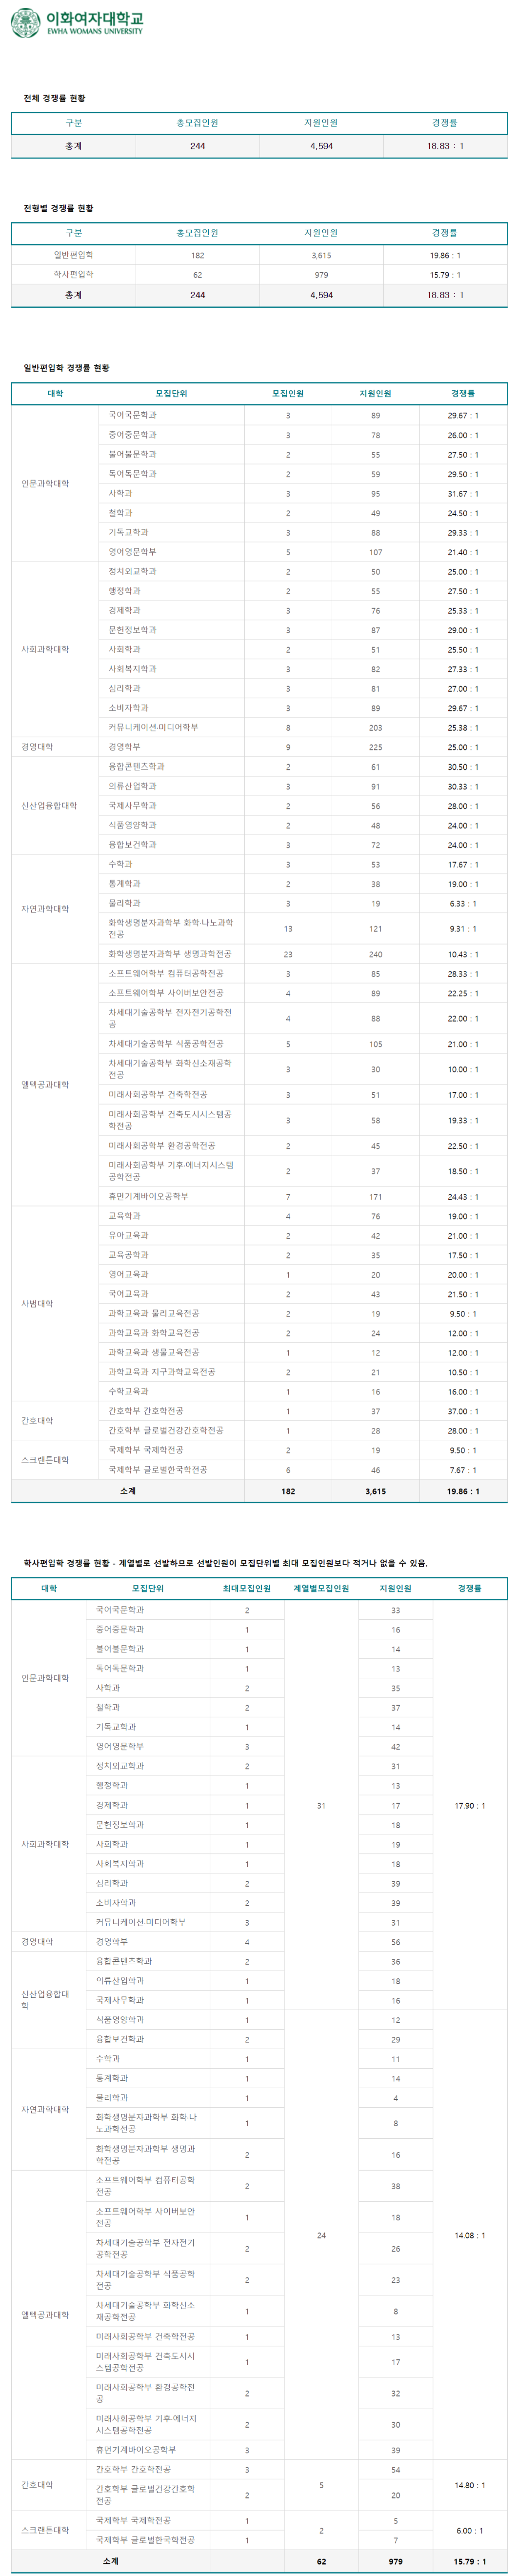 이화여자대학교
EWHA WOMANS UNIVERSITY
전체 경쟁률 현황
구분 총모집인원 지원인원 경쟁률
총계 244 4,594 18.83 : 1
전형별 경쟁률 현황
구분 총모집인원 지원인원 경쟁률
일반편입학 182 3,615 19.86 : 1
학사편입학 62 979 15.79 : 1
총계 244 4,594 18.83 : 1
일반편입학 경쟁률 현황
대학 모집단위 모집인원 지원인원 경쟁률
인문과학대학
국어국문학과 3 89 29.67 : 1
중어중문학과 3 78 26.00 : 1
불어불문학과 2 55 27.50 : 1
독어독문학과 2 59 29.50 : 1
사학과 3 95 31.67 : 1
철학과 2 49 24.50 : 1
기독교학과 3 88 29.33 : 1
영어영문학부 5 107 21.40 : 1
사회과학대학
정치외교학과 2 50 25.00 : 1
행정학과 2 55 27.50 : 1
경제학과 3 76 25.33 : 1
문헌정보학과 3 87 29.00 : 1
사회학과 2 51 25.50 : 1
사회복지학과 3 82 27.33 : 1
심리학과 3 81 27.00 : 1
소비자학과 3 89 29.67 : 1
커뮤니케이션·미디어학부 8 203 25.38 : 1
경영대학 경영학부 9 225 25.00 : 1
신산업융합대학
융합콘텐츠학과 2 61 30.50 : 1
의류산업학과 3 91 30.33 : 1
국제사무학과 2 56 28.00 : 1
식품영양학과 2 48 24.00 : 1
융합보건학과 3 72 24.00 : 1
자연과학대학
수학과 3 53 17.67 : 1
통계학과 2 38 19.00 : 1
물리학과 3 19 6.33 : 1
화학생명분자과학부 화학·나노과학
전공 13 121 9.31 : 1
화학생명분자과학부 생명과학전공 23 240 10.43 : 1
엘텍공과대학
소프트웨어학부 컴퓨터공학전공 3 85 28.33 : 1
소프트웨어학부 사이버보안전공 4 89 22.25 : 1
차세대기술공학부 전자전기공학전
공 4 88 22.00 : 1
차세대기술공학부 식품공학전공 5 105 21.00 : 1
차세대기술공학부 화학신소재공학
전공 3 30 10.00 : 1
미래사회공학부 건축학전공 3 51 17.00 : 1
미래사회공학부 건축도시시스템공
학전공 3 58 19.33 : 1
미래사회공학부 환경공학전공 2 45 22.50 : 1
미래사회공학부 기후·에너지시스템
공학전공 2 37 18.50 : 1
휴먼기계바이오공학부 7 171 24.43 : 1
사범대학
교육학과 4 76 19.00 : 1
유아교육과 2 42 21.00 : 1
교육공학과 2 35 17.50 : 1
영어교육과 1 20 20.00 : 1
국어교육과 2 43 21.50 : 1
과학교육과 물리교육전공 2 19 9.50 : 1
과학교육과 화학교육전공 2 24 12.00 : 1
과학교육과 생물교육전공 1 12 12.00 : 1
과학교육과 지구과학교육전공 2 21 10.50 : 1
수학교육과 1 16 16.00 : 1
간호대학
간호학부 간호학전공 1 37 37.00 : 1
간호학부 글로벌건강간호학전공 1 28 28.00 : 1
스크랜튼대학
국제학부 국제학전공 2 19 9.50 : 1
국제학부 글로벌한국학전공 6 46 7.67 : 1
소계 182 3,615 19.86 : 1
학사편입학 경쟁률 현황 - 계열별로 선발하므로 선발인원이 모집단위별 최대 모집인원보다 적거나 없을 수 있음.
대학 모집단위 최대모집인원 계열별모집인원 지원인원 경쟁률
인문과학대학
국어국문학과 2 33
중어중문학과 1 16
불어불문학과 1 14
독어독문학과 1 13
사학과 2 35
철학과 2 37
기독교학과 1 14
영어영문학부 3 42
사회과학대학
정치외교학과 2 31
행정학과 1 13
경제학과 1 31 17 17.90 : 1
문헌정보학과 1 18
사회학과 1 19
사회복지학과 1 18
심리학과 2 39
소비자학과 2 39
커뮤니케이션·미디어학부 3 31
경영대학 경영학부 4 56
신산업융합대
학
융합콘텐츠학과 2 36
의류산업학과 1 18
국제사무학과 1 16
식품영양학과 1 12
융합보건학과 2 29
자연과학대학
수학과 1 11
통계학과 1 14
물리학과 1 4
화학생명분자과학부 화학·나
노과학전공 1 8
화학생명분자과학부 생명과
학전공 2 16
엘텍공과대학
소프트웨어학부 컴퓨터공학
전공 2 38
소프트웨어학부 사이버보안
전공 1 18
24 14.08 : 1
차세대기술공학부 전자전기
공학전공 2 26
차세대기술공학부 식품공학
전공 2 23
차세대기술공학부 화학신소
재공학전공 1 8
미래사회공학부 건축학전공 1 13
미래사회공학부 건축도시시
스템공학전공 1 17
미래사회공학부 환경공학전
공 2 32
미래사회공학부 기후·에너지
시스템공학전공 2 30
휴먼기계바이오공학부 3 39
간호대학
간호학부 간호학전공 3 54
5 14.80 : 1
간호학부 글로벌건강간호학
전공 2 20
스크랜튼대학
국제학부 국제학전공 1 5
2 6.00 : 1
국제학부 글로벌한국학전공 1 7
소계 62 979 15.79 : 1